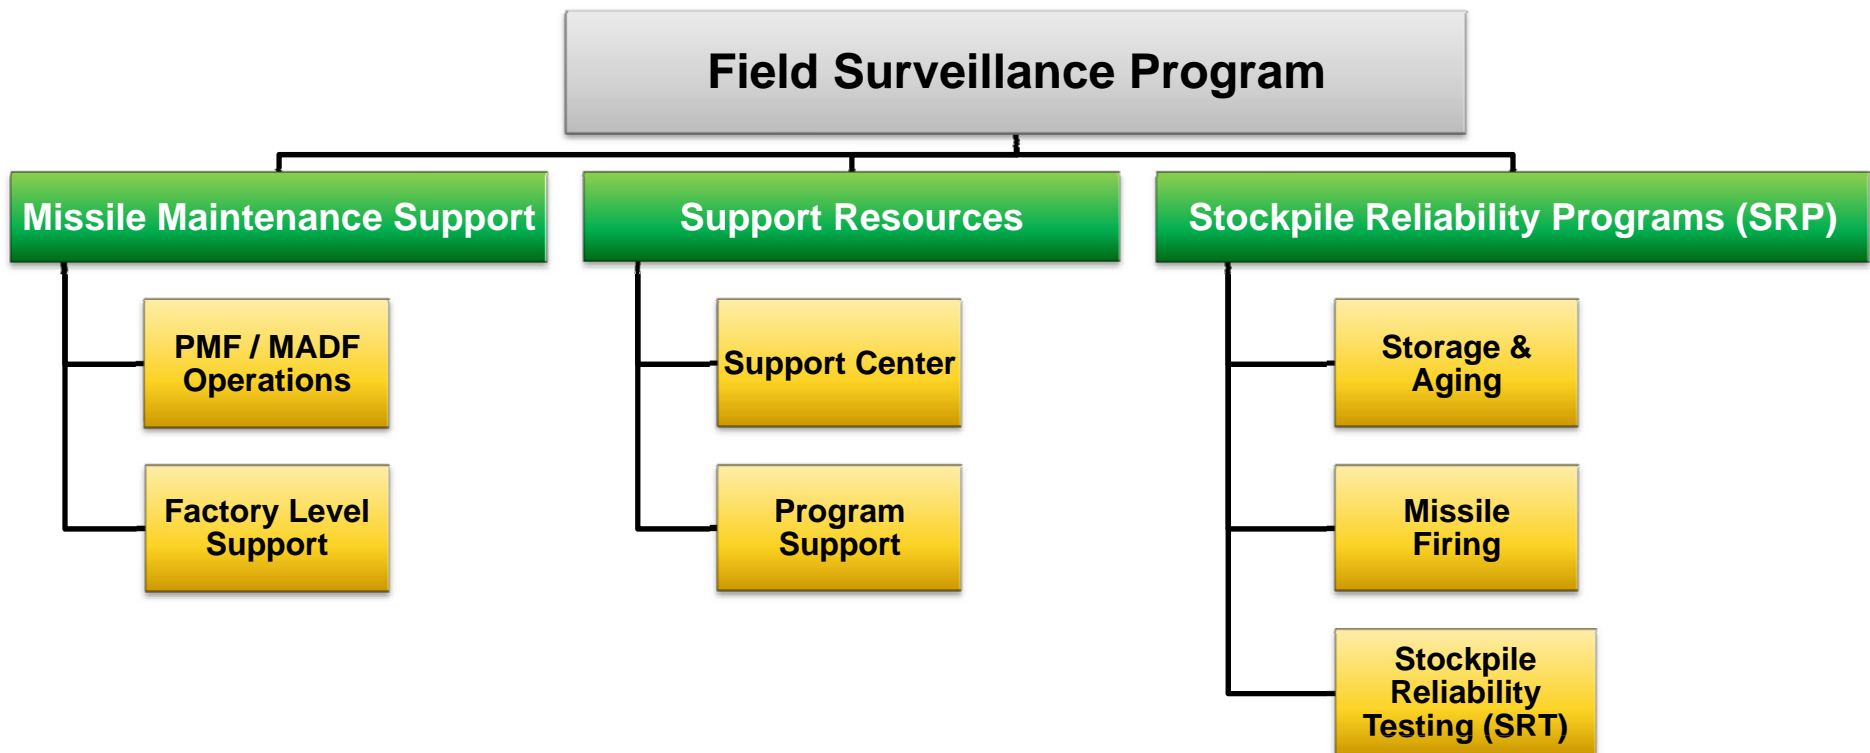 Field Surveillance Program
Missile Maintenance Support
Support Resources
Stockpile Reliability Programs (SRP)
PMF / MADF
Operations
Support Center
Storage &
Aging
Factory Level
Support
Program
Support
Missile
Firing
Stockpile
Reliability
Testing (SRT)